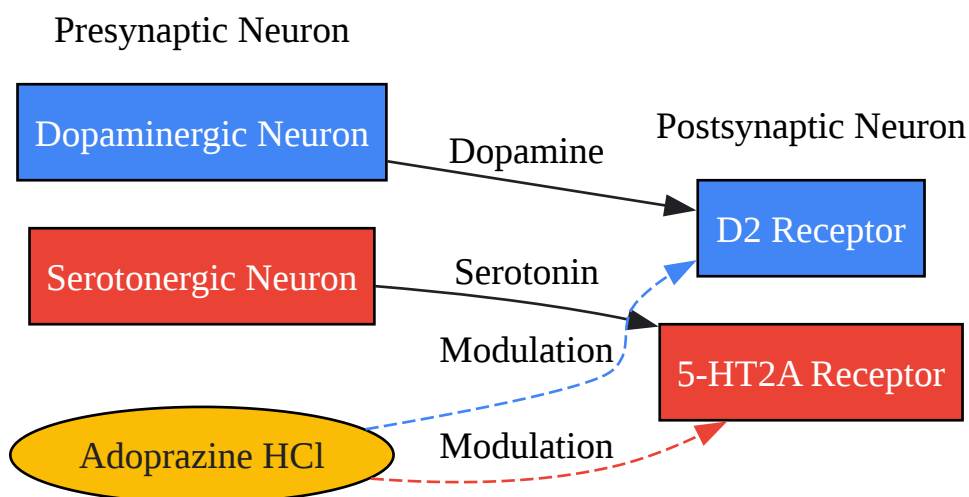 Presynaptic Neuron
Dopaminergic Neuron
Dopamine
Postsynaptic Neuron
D2 Receptor
Serotonergic Neuron
Serotonin
Modulation
5-HT2A Receptor
Adoprazine HCl
Modulation